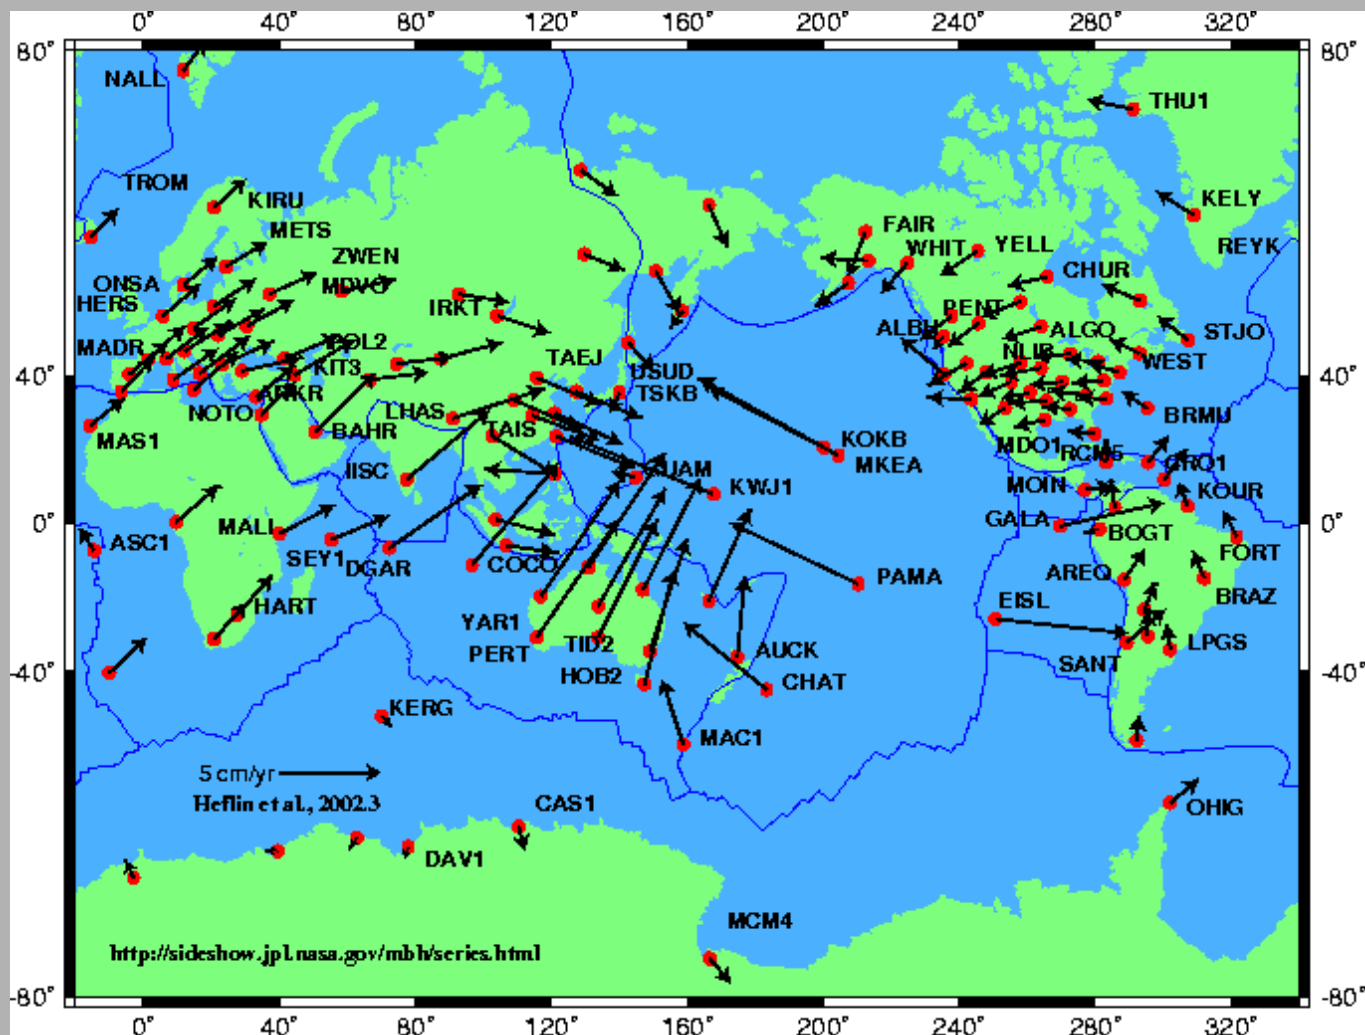 0° 40° 80° 120° 160° 200° 240° 280° 320°
80° 80°
NALL
THU1
TROM
KIRU
KELY
METS
FAIR
REYK
ZWEN
WHIT
YELL
ONSA
MDVO
CHUR
HERS
IRKT
PENT
ALBH
ALGO
STJO
MADR
POL2
TAEJ
NLIB
WEST
KIT3
USUD
40° 40°
TSKB
NOTO
LHAS
BRMU
MAS1
BAHR
TAIS
KOKB
MDO1
RCM5
CRO1
IISC
GUAM
MKEA
KWJ1
MOIN
KOUR
MALI
GALA
0° 0°
ASC1
SEY1
BOGT
FORT
DGAR
COCO
PAMA
AREQ
HART
EISL
BRAZ
YAR1
TID2
AUCK
LPGS
PERT
SANT
HOB2
CHAT
-40° -40°
KERG
MAC1
5 cm/yr
Heflin et al., 2002.3
CAS1
OHIG
DAV1
MCM4
http://sideshow.jpl.nasa.gov/mbh/series.html
-80° -80°
0° 40° 80° 120° 160° 200° 240° 280° 320°